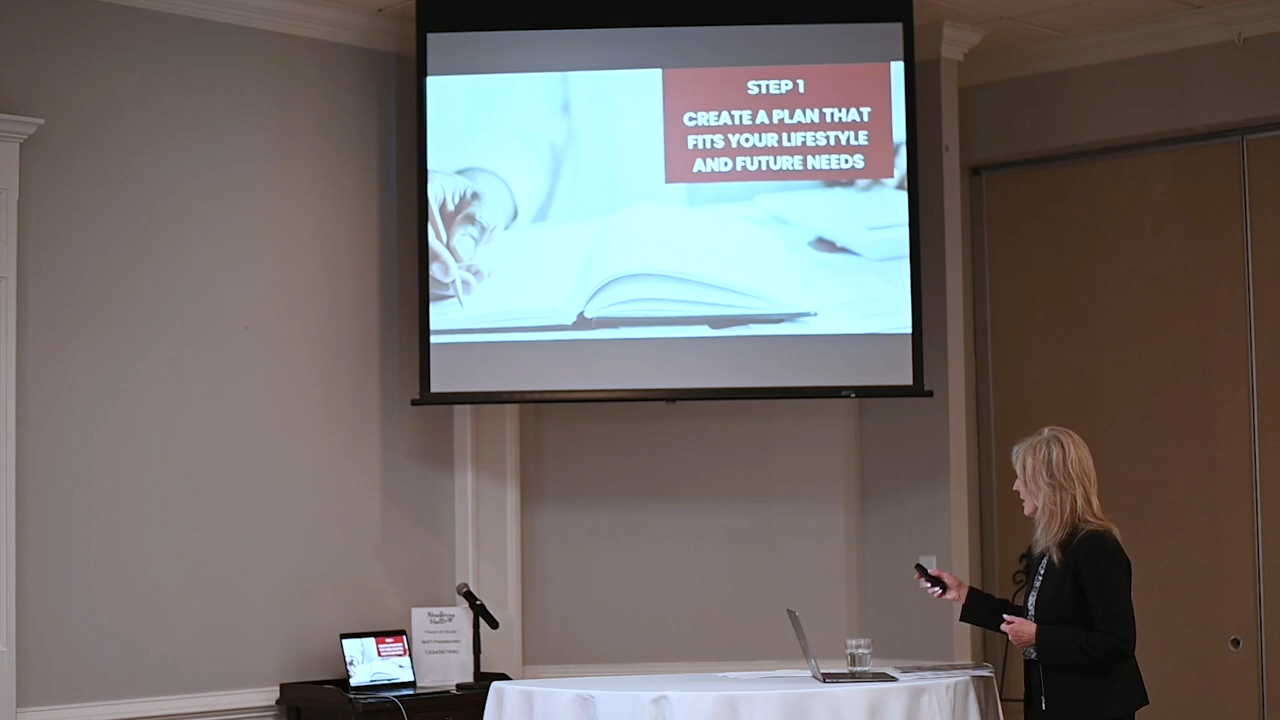 STEP 1
CREATE A PLAN THAT
FITS YOUR LIFESTYLE
AND FUTURE NEEDS